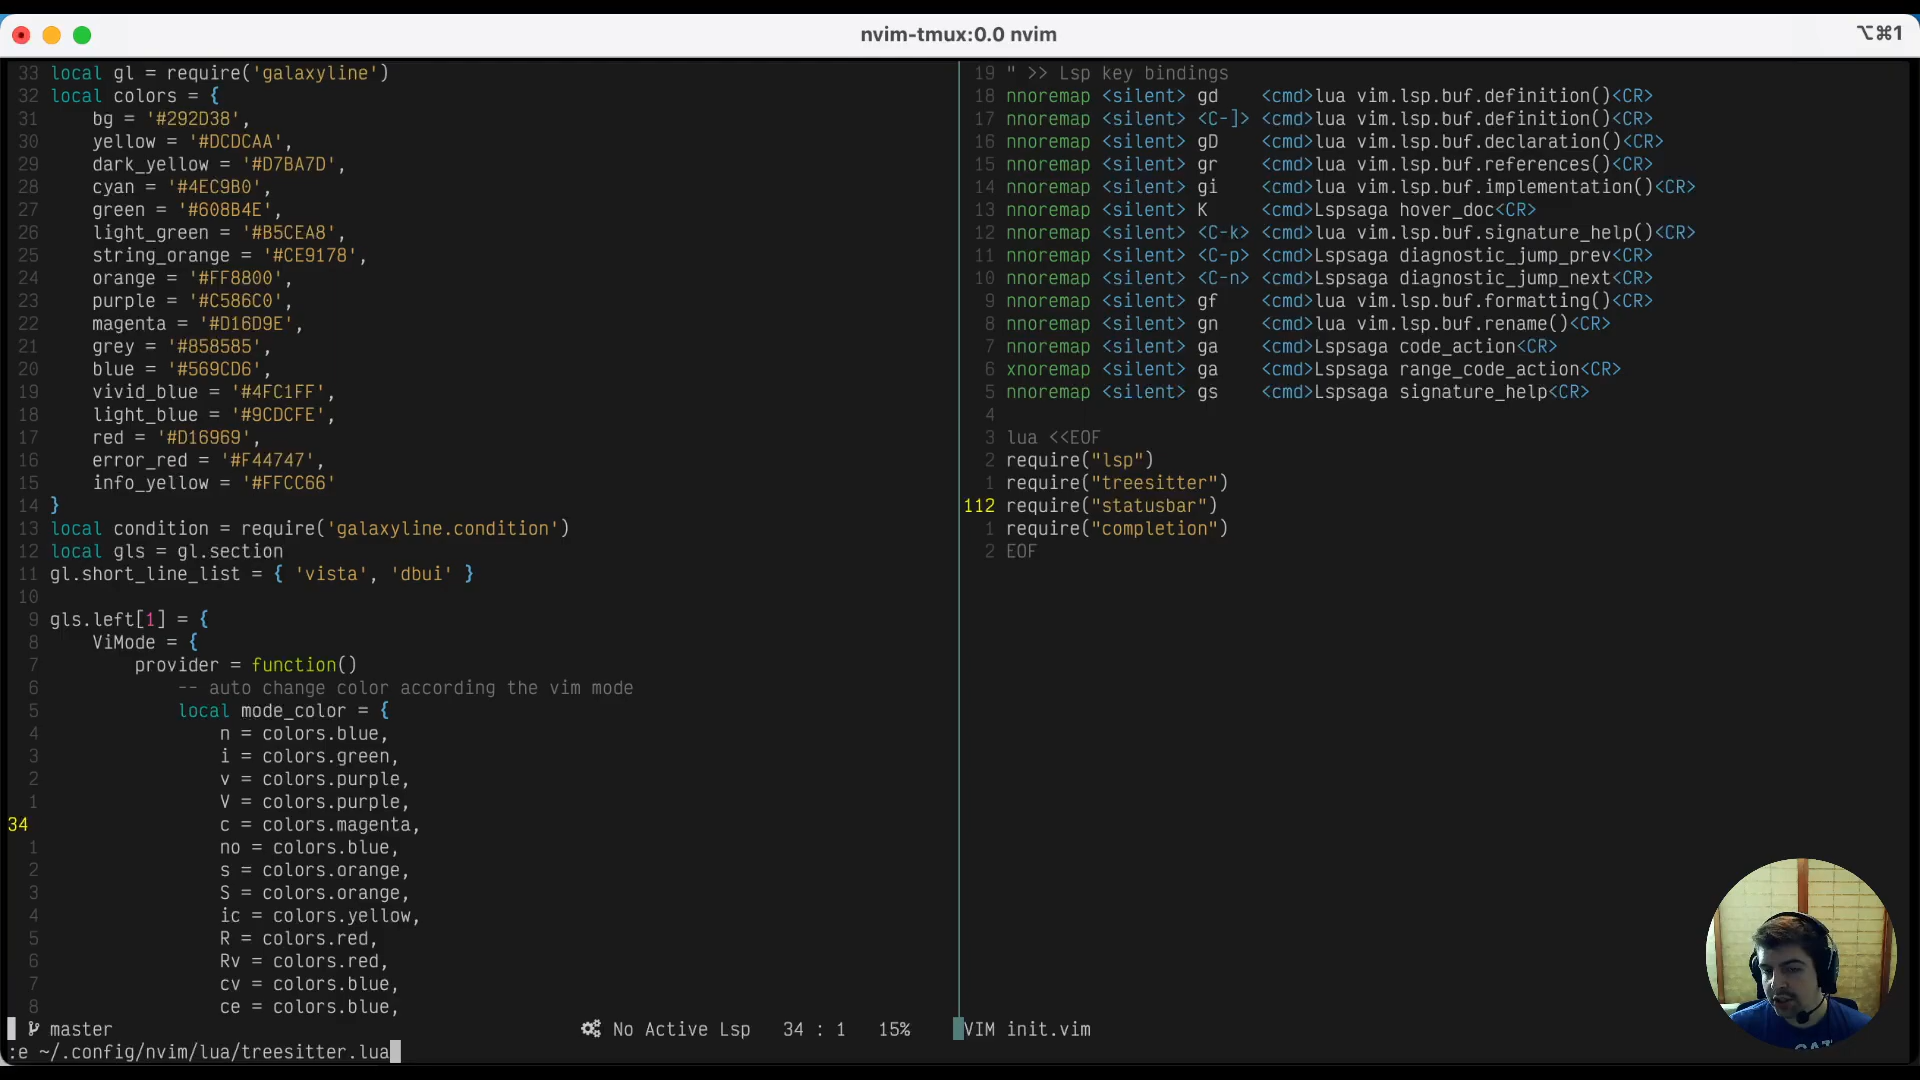 nvim-tmux:0.0 nvim
⌥⌘1
33 local gl = require('galaxyline')
32 local colors = {
31     bg = '#292D38',
30     yellow = '#DCDCAA',
29     dark_yellow = '#D7BA7D',
28     cyan = '#4EC9B0',
27     green = '#608B4E',
26     light_green = '#B5CEA8',
25     string_orange = '#CE9178',
24     orange = '#FF8800',
23     purple = '#C586C0',
22     magenta = '#D16D9E',
21     grey = '#858585',
20     blue = '#569CD6',
19     vivid_blue = '#4FC1FF',
18     light_blue = '#9CDCFE',
17     red = '#D16969',
16     error_red = '#F44747',
15     info_yellow = '#FFCC66'
14 }
13 local condition = require('galaxyline.condition')
12 local gls = gl.section
11 gl.short_line_list = { 'vista', 'dbui' }
10
9 gls.left[1] = {
8     ViMode = {
7         provider = function()
6             -- auto change color according the vim mode
5             local mode_color = {
4                 n = colors.blue,
3                 i = colors.green,
2                 v = colors.purple,
1                 V = colors.purple,
34                 c = colors.magenta,
1                 no = colors.blue,
2                 s = colors.orange,
3                 S = colors.orange,
4                 ic = colors.yellow,
5                 R = colors.red,
6                 Rv = colors.red,
7                 cv = colors.blue,
8                 ce = colors.blue,
master No Active Lsp 34 : 1 15%
:e ~/.config/nvim/lua/treesitter.lua
19 " >> Lsp key bindings
18 nnoremap <silent> gd    <cmd>lua vim.lsp.buf.definition()<CR>
17 nnoremap <silent> <C-]> <cmd>lua vim.lsp.buf.definition()<CR>
16 nnoremap <silent> gD    <cmd>lua vim.lsp.buf.declaration()<CR>
15 nnoremap <silent> gr    <cmd>lua vim.lsp.buf.references()<CR>
14 nnoremap <silent> gi    <cmd>lua vim.lsp.buf.implementation()<CR>
13 nnoremap <silent> K     <cmd>Lspsaga hover_doc<CR>
12 nnoremap <silent> <C-k> <cmd>lua vim.lsp.buf.signature_help()<CR>
11 nnoremap <silent> <C-p> <cmd>Lspsaga diagnostic_jump_prev<CR>
10 nnoremap <silent> <C-n> <cmd>Lspsaga diagnostic_jump_next<CR>
9 nnoremap <silent> gf    <cmd>lua vim.lsp.buf.formatting()<CR>
8 nnoremap <silent> gn    <cmd>lua vim.lsp.buf.rename()<CR>
7 nnoremap <silent> ga    <cmd>Lspsaga code_action<CR>
6 xnoremap <silent> ga    <cmd>Lspsaga range_code_action<CR>
5 nnoremap <silent> gs    <cmd>Lspsaga signature_help<CR>
4
3 lua <<EOF
2 require("lsp")
1 require("treesitter")
112 require("statusbar")
1 require("completion")
2 EOF
VIM init.vim